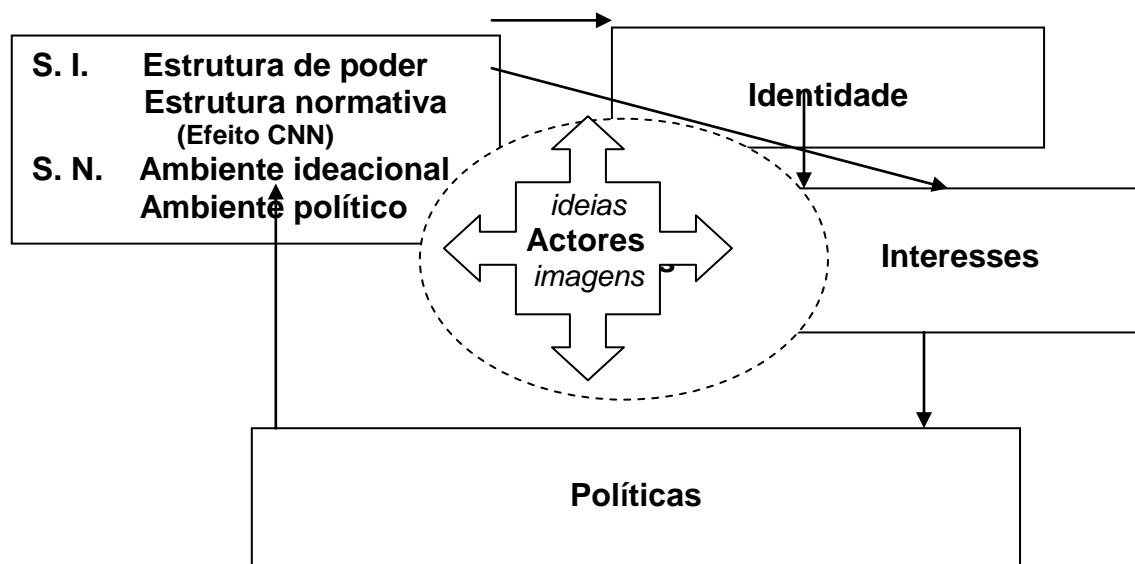 S. I. Estrutura de poder
Estrutura normativa
(Efeito CNN)
S. N. Ambiente ideacional
Ambiente político
Identidade
ideias
Actores
imagens
Interesses
Políticas